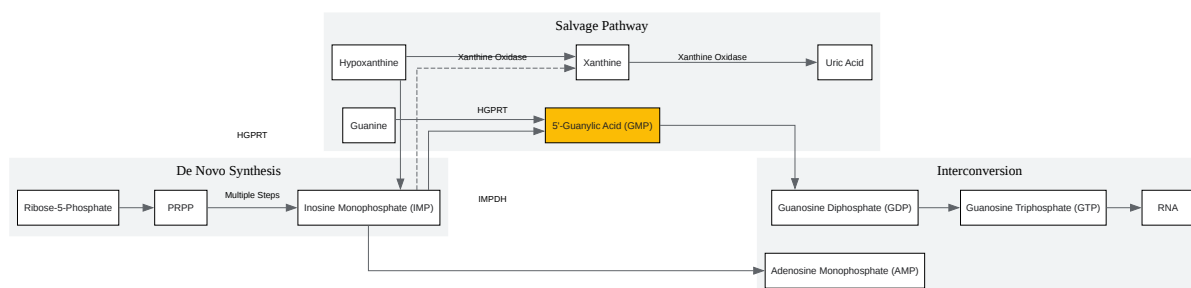 Salvage Pathway
Hypoxanthine
Xanthine Oxidase
Xanthine
Xanthine Oxidase
Uric Acid
Guanine
HGPRT
5'-Guanylic Acid (GMP)
HGPRT
De Novo Synthesis
Interconversion
Ribose-5-Phosphate
PRPP
Multiple Steps
Inosine Monophosphate (IMP)
IMPDH
Guanosine Diphosphate (GDP)
Guanosine Triphosphate (GTP)
RNA
Adenosine Monophosphate (AMP)